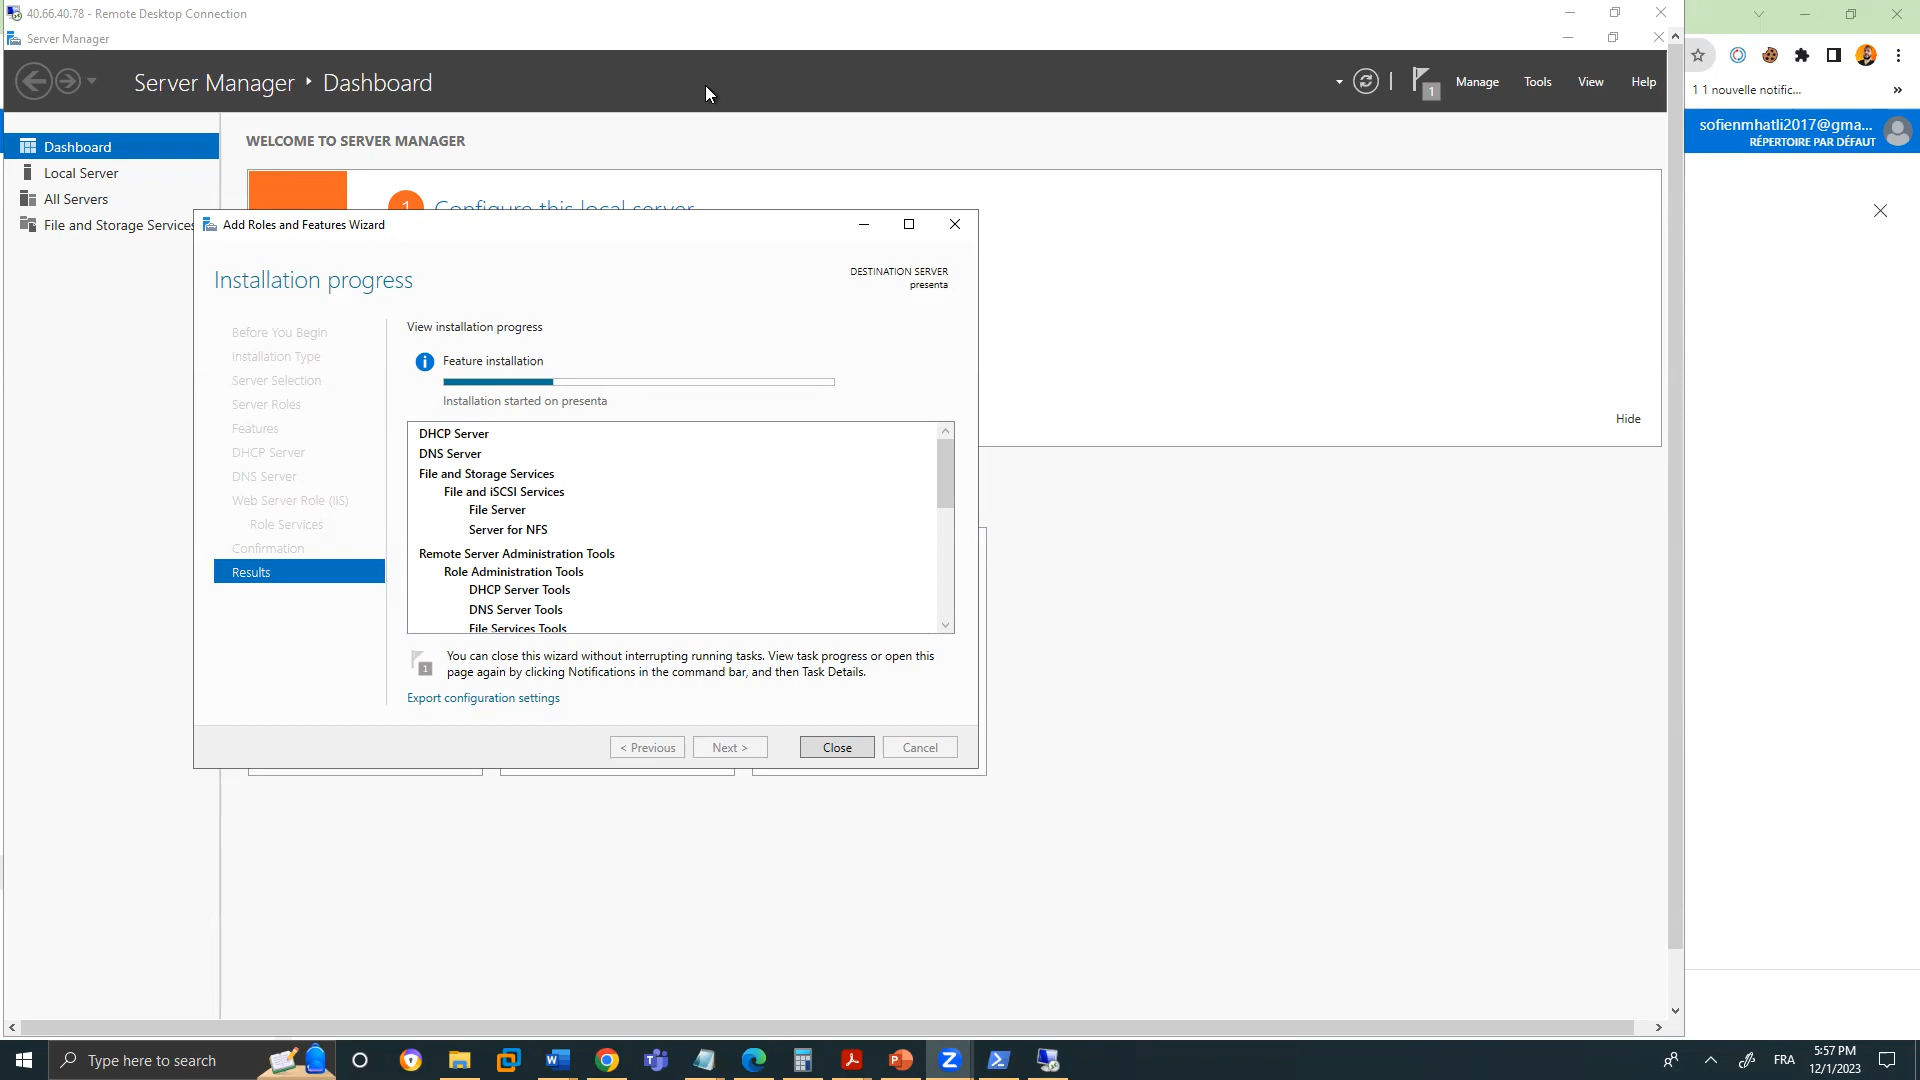 40.66.40.78 - Remote Desktop Connection
Server Manager
Server Manager
Dashboard
1
Manage
Tools
View
Help
1 1 nouvelle notific...
»
sofienmhatli2017@gma...
RÉPERTOIRE PAR DÉFAUT
Dashboard
Local Server
All Servers
File and Storage Services
WELCOME TO SERVER MANAGER
1
Configure this local server
Add Roles and Features Wizard
Installation progress
DESTINATION SERVER
presenta
Before You Begin
Installation Type
Server Selection
Server Roles
Features
DHCP Server
DNS Server
Web Server Role (IIS)
Role Services
Confirmation
Results
View installation progress
Feature installation
Installation started on presenta
DHCP Server
DNS Server
File and Storage Services
File and iSCSI Services
File Server
Server for NFS
Remote Server Administration Tools
Role Administration Tools
DHCP Server Tools
DNS Server Tools
File Services Tools
1
You can close this wizard without interrupting running tasks. View task progress or open this
page again by clicking Notifications in the command bar, and then Task Details.
Export configuration settings
< Previous
Next >
Close
Cancel
Hide
Type here to search
FRA
5:57 PM
12/1/2023